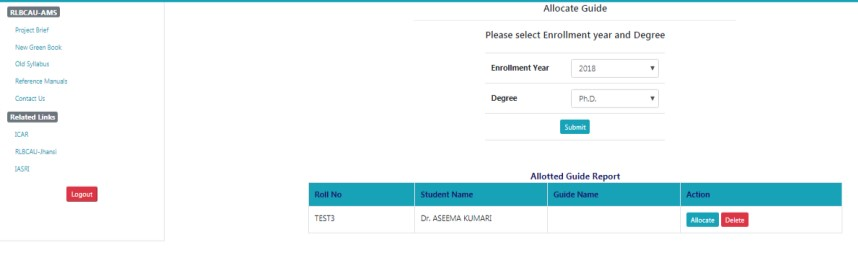 RLBCAU-AMS
Project Brief
New Green Book
Old Syllabus
Reference Manuals
Contact Us
Related Links
ICAR
RLBCAU-Jhansi
IASRI
Logout
Allocate Guide
Please select Enrollment year and Degree
Enrollment Year 2018
Degree Ph.D.
Submit
Allotted Guide Report
Roll No Student Name Guide Name Action
TEST3 Dr. ASEEMA KUMARI Allocate Delete